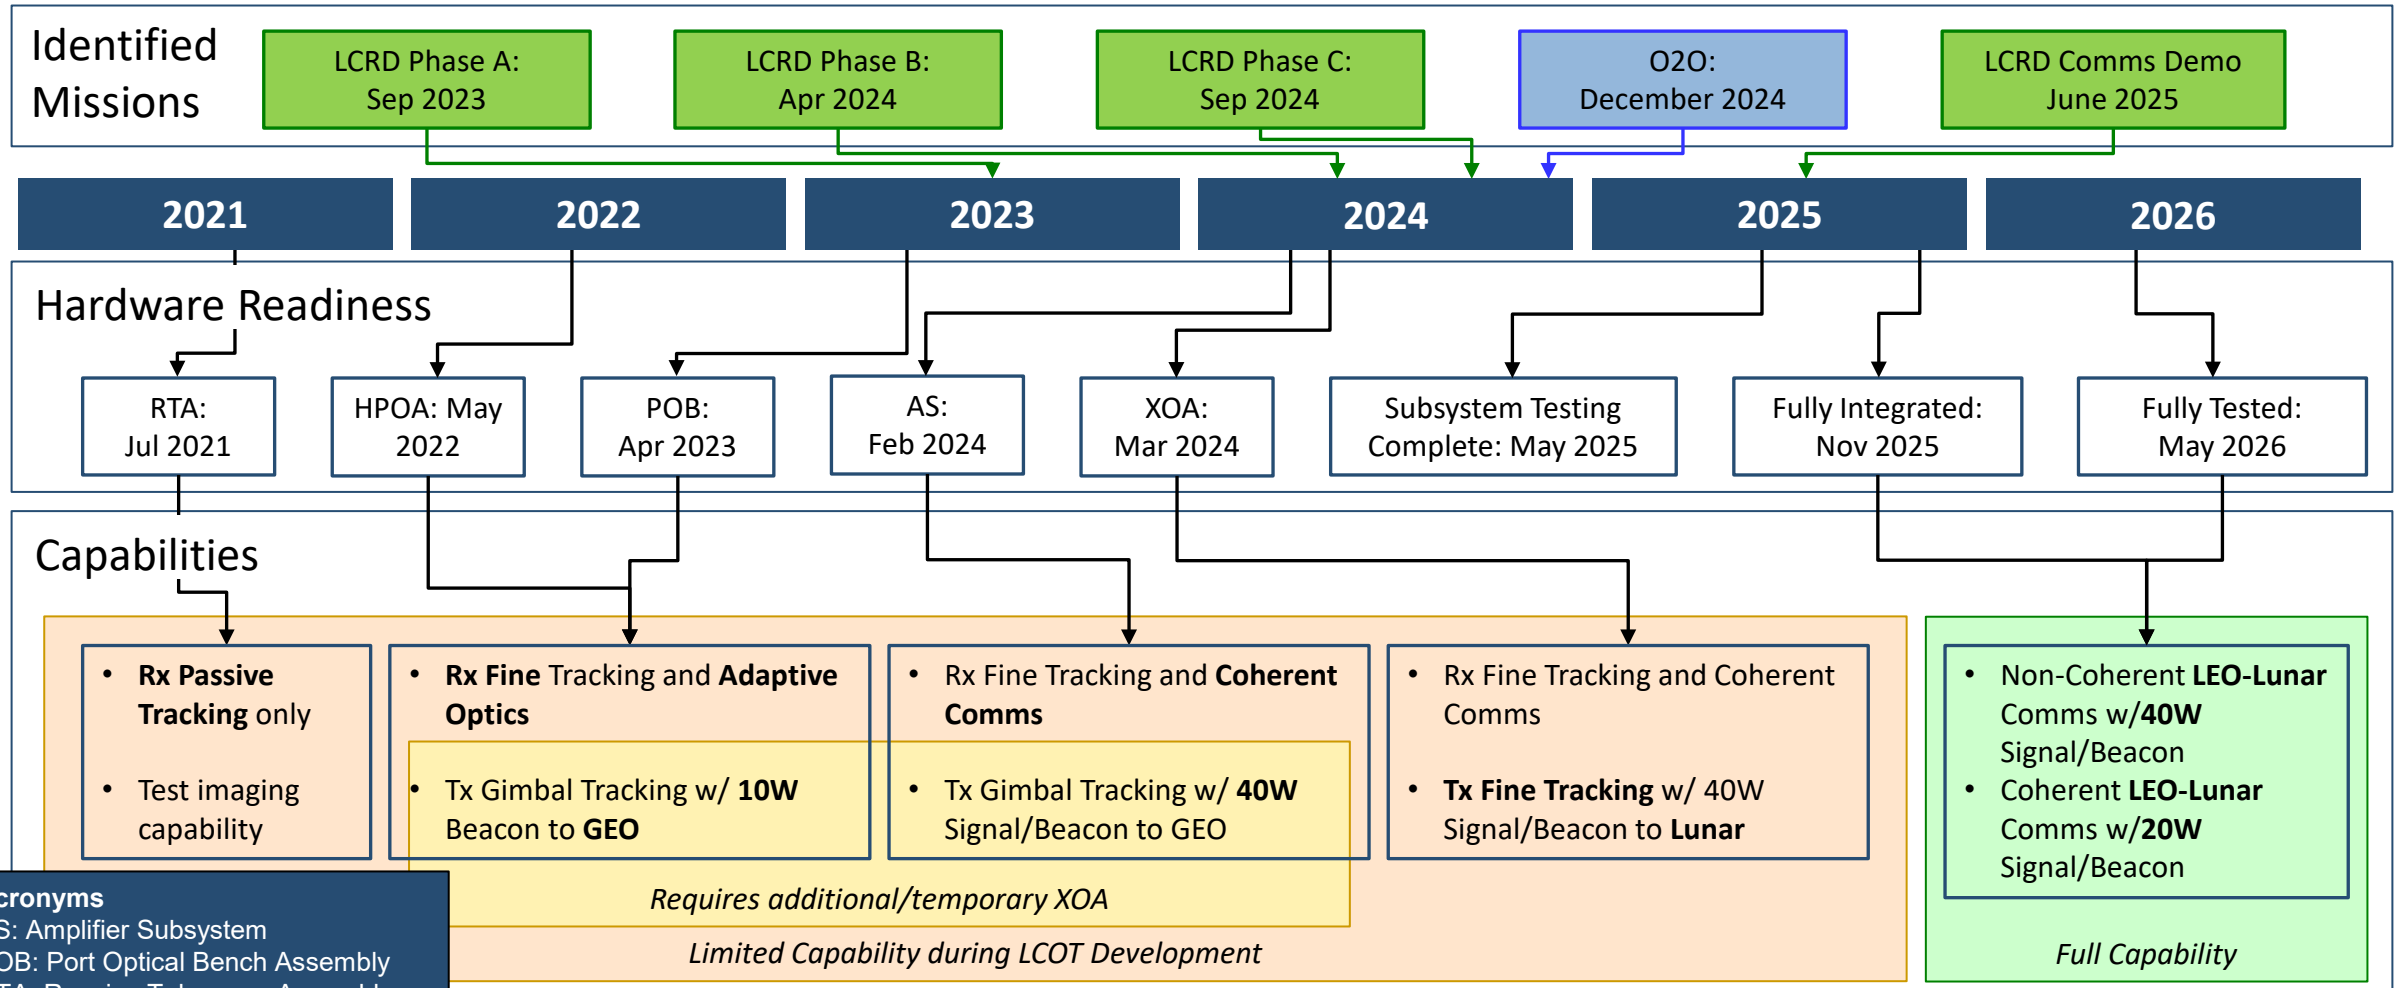 Identified
Missions
LCRD Phase A:
Sep 2023
LCRD Phase B:
Apr 2024
LCRD Phase C:
Sep 2024
O2O:
December 2024
LCRD Comms Demo
June 2025
2021
2022
2023
2024
2025
2026
Hardware Readiness
RTA:
Jul 2021
HPOA: May
2022
POB:
Apr 2023
AS:
Feb 2024
XOA:
Mar 2024
Subsystem Testing
Complete: May 2025
Fully Integrated:
Nov 2025
Fully Tested:
May 2026
Capabilities
• Rx Passive
Tracking only
• Test imaging
capability
• Rx Fine Tracking and Adaptive
Optics
• Tx Gimbal Tracking w/ 10W
Beacon to GEO
• Rx Fine Tracking and Coherent
Comms
• Tx Gimbal Tracking w/ 40W
Signal/Beacon to GEO
• Rx Fine Tracking and Coherent
Comms
• Tx Fine Tracking w/ 40W
Signal/Beacon to Lunar
• Non-Coherent LEO-Lunar
Comms w/40W
Signal/Beacon
• Coherent LEO-Lunar
Comms w/20W
Signal/Beacon
Requires additional/temporary XOA
Limited Capability during LCOT Development
Full Capability
cronyms
S: Amplifier Subsystem
OB: Port Optical Bench Assembly